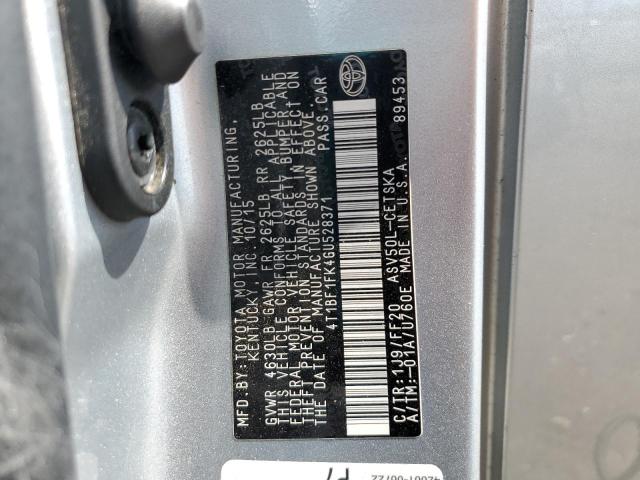 MFD.BY:TOYOTA MOTOR MANUFACTURING,
KENTUCKY, INC. 10/15
GVWR 4630LB GAWR FR 2625LB RR 2625LB
THIS VEHICLE CONFORMS TO ALL APPLICABLE
FEDERAL MOTOR VEHICLE SAFETY, BUMPER, AND
THEFT PREVENTION STANDARDS IN EFFECT ON
THE DATE OF MANUFACTURE SHOWN ABOVE.
4T1BF1FK4GU528371 PASS.CAR
C/TR:1J9/FF20 ASV50L-CETSKA
A/TM:-01A/U760E MADE IN U.S.A. 89453